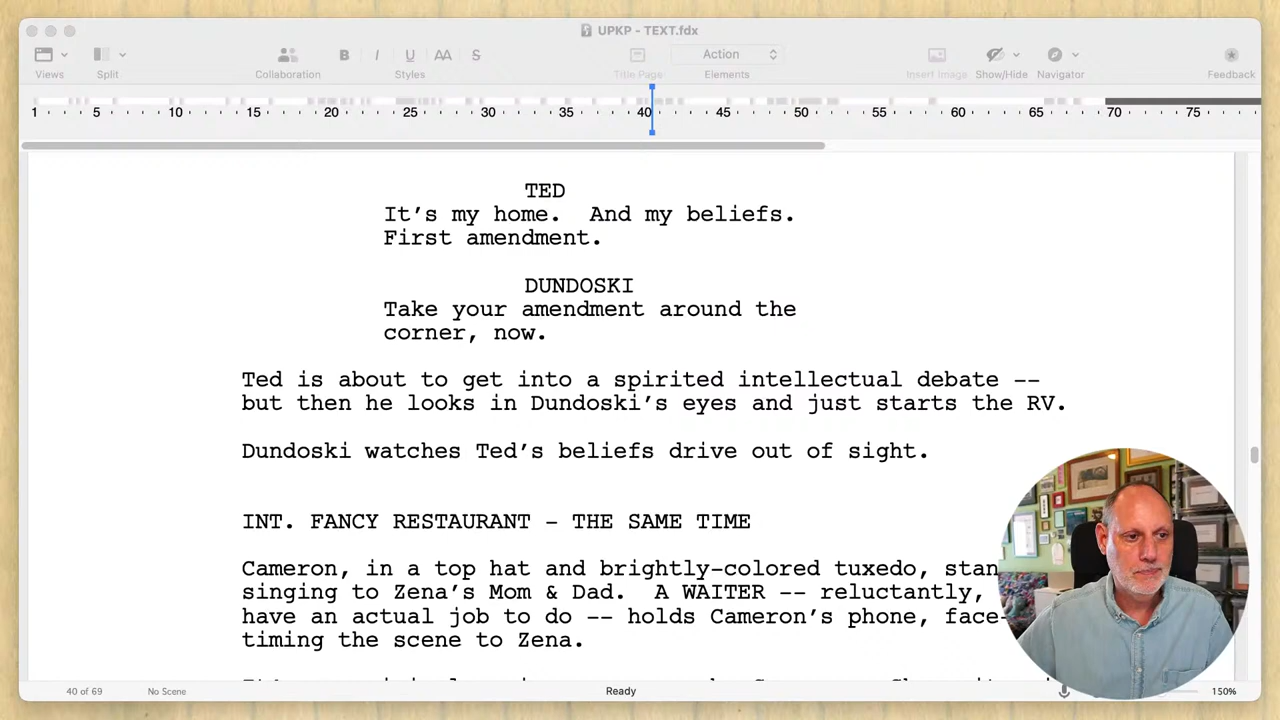 UPKP - TEXT.fdx
B I U AA S Action
Views Split Collaboration Styles Title Page Elements Insert Image Show/Hide Navigator Feedback
1 5 10 15 20 25 30 35 40 45 50 55 60 65 70 75
TED
It’s my home. And my beliefs.
First amendment.
DUNDOSKI
Take your amendment around the
corner, now.
Ted is about to get into a spirited intellectual debate --
but then he looks in Dundoski’s eyes and just starts the RV.
Dundoski watches Ted’s beliefs drive out of sight.
INT. FANCY RESTAURANT - THE SAME TIME
Cameron, in a top hat and brightly-colored tuxedo,
singing to Zena’s Mom & Dad. A WAITER -- reluctantly,
have an actual job to do -- holds Cameron’s phone, face-
timing the scene to Zena.
40 of 69 No Scene Ready 150%